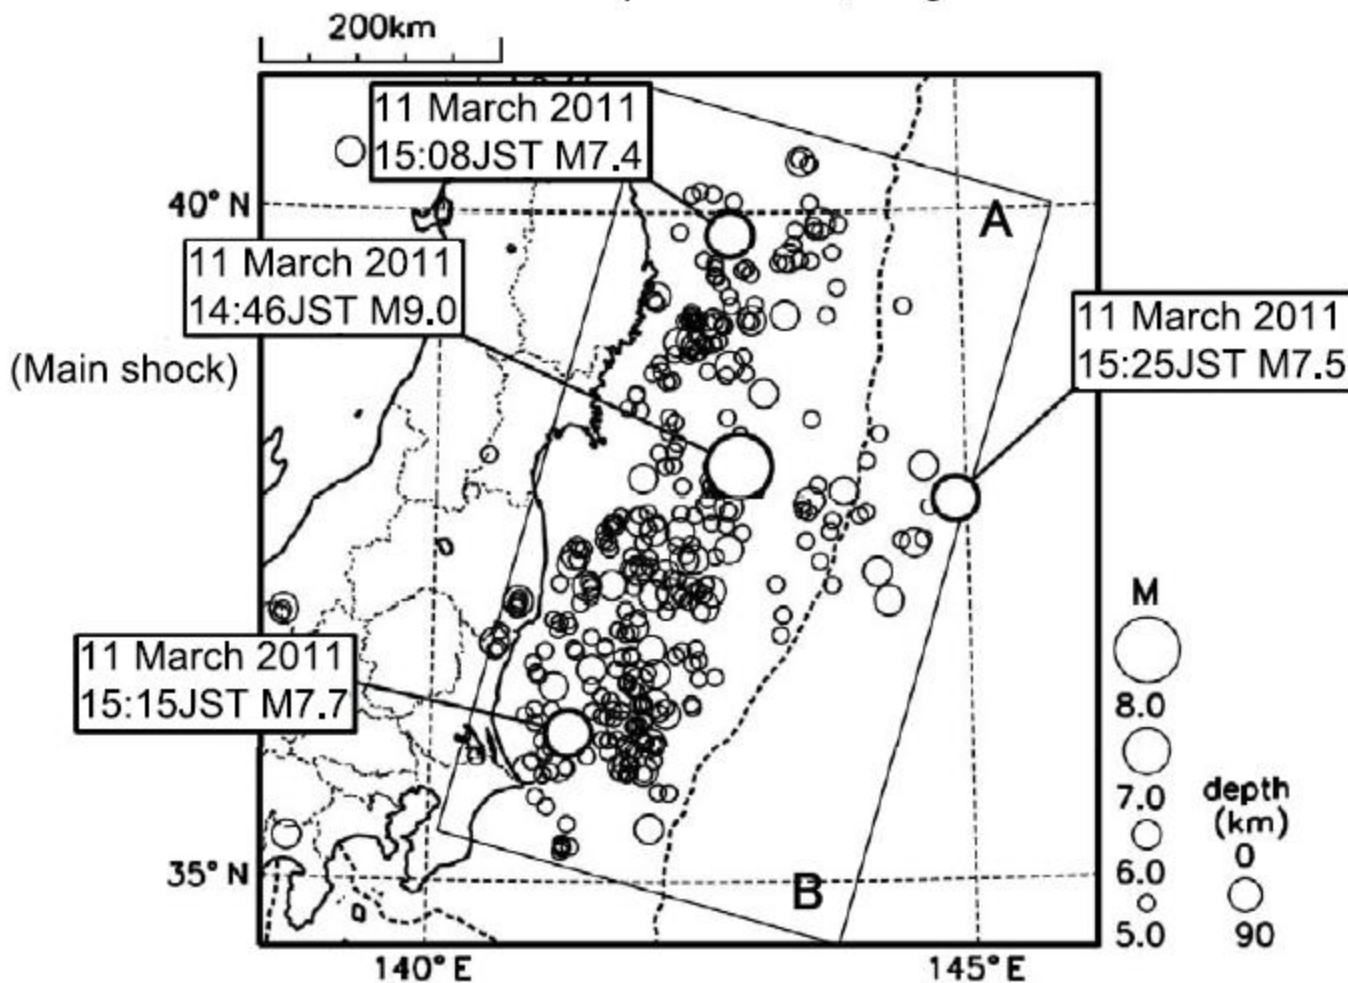 200km
11 March 2011
15:08JST M7.4
40° N
A
11 March 2011
14:46JST M9.0
(Main shock)
11 March 2011
15:25JST M7.5
11 March 2011
15:15JST M7.7
M
8.0
7.0
6.0
5.0
depth
(km)
0
90
35° N
B
140° E
145° E